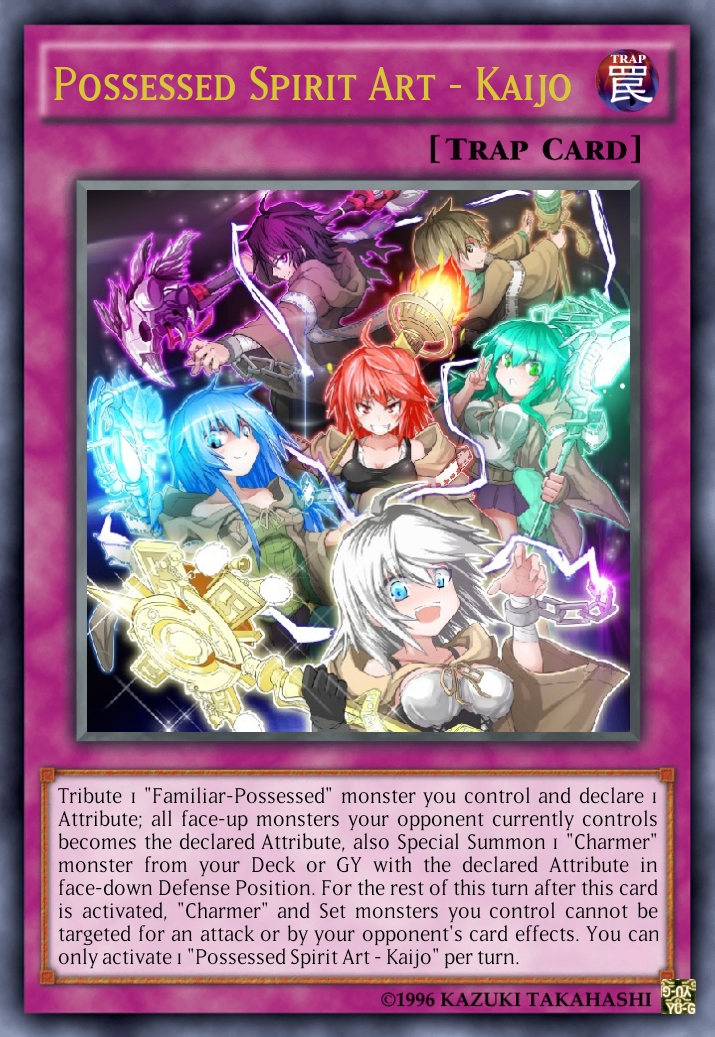 Possessed Spirit Art - Kaijo
TRAP
罠
[Trap Card]
Tribute 1 "Familiar-Possessed" monster you control and declare 1
Attribute; all face-up monsters your opponent currently controls
becomes the declared Attribute, also Special Summon 1 "Charmer"
monster from your Deck or GY with the declared Attribute in
face-down Defense Position. For the rest of this turn after this card
is activated, "Charmer" and Set monsters you control cannot be
targeted for an attack or by your opponent's card effects. You can
only activate 1 "Possessed Spirit Art - Kaijo" per turn.
©1996 KAZUKI TAKAHASHI